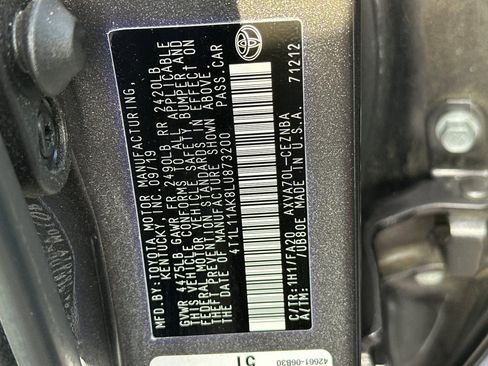 MFD. BY: TOYOTA MOTOR MANUFACTURING,
KENTUCKY, INC. 09/19
GVWR 4475LB GAWR FR 2490LB RR 2420LB
THIS VEHICLE CONFORMS TO ALL APPLICABLE
FEDERAL MOTOR VEHICLE SAFETY, BUMPER, AND
THEFT PREVENTION STANDARDS IN EFFECT ON
THE DATE OF MANUFACTURE SHOWN ABOVE.
4T1L11AK8LU873200 PASS.CAR
C/TR:1H1/FA20 AXVA70L-CEZNBA 71212
A/TM: /UB80E MADE IN U.S.A.
42661-06B30
51